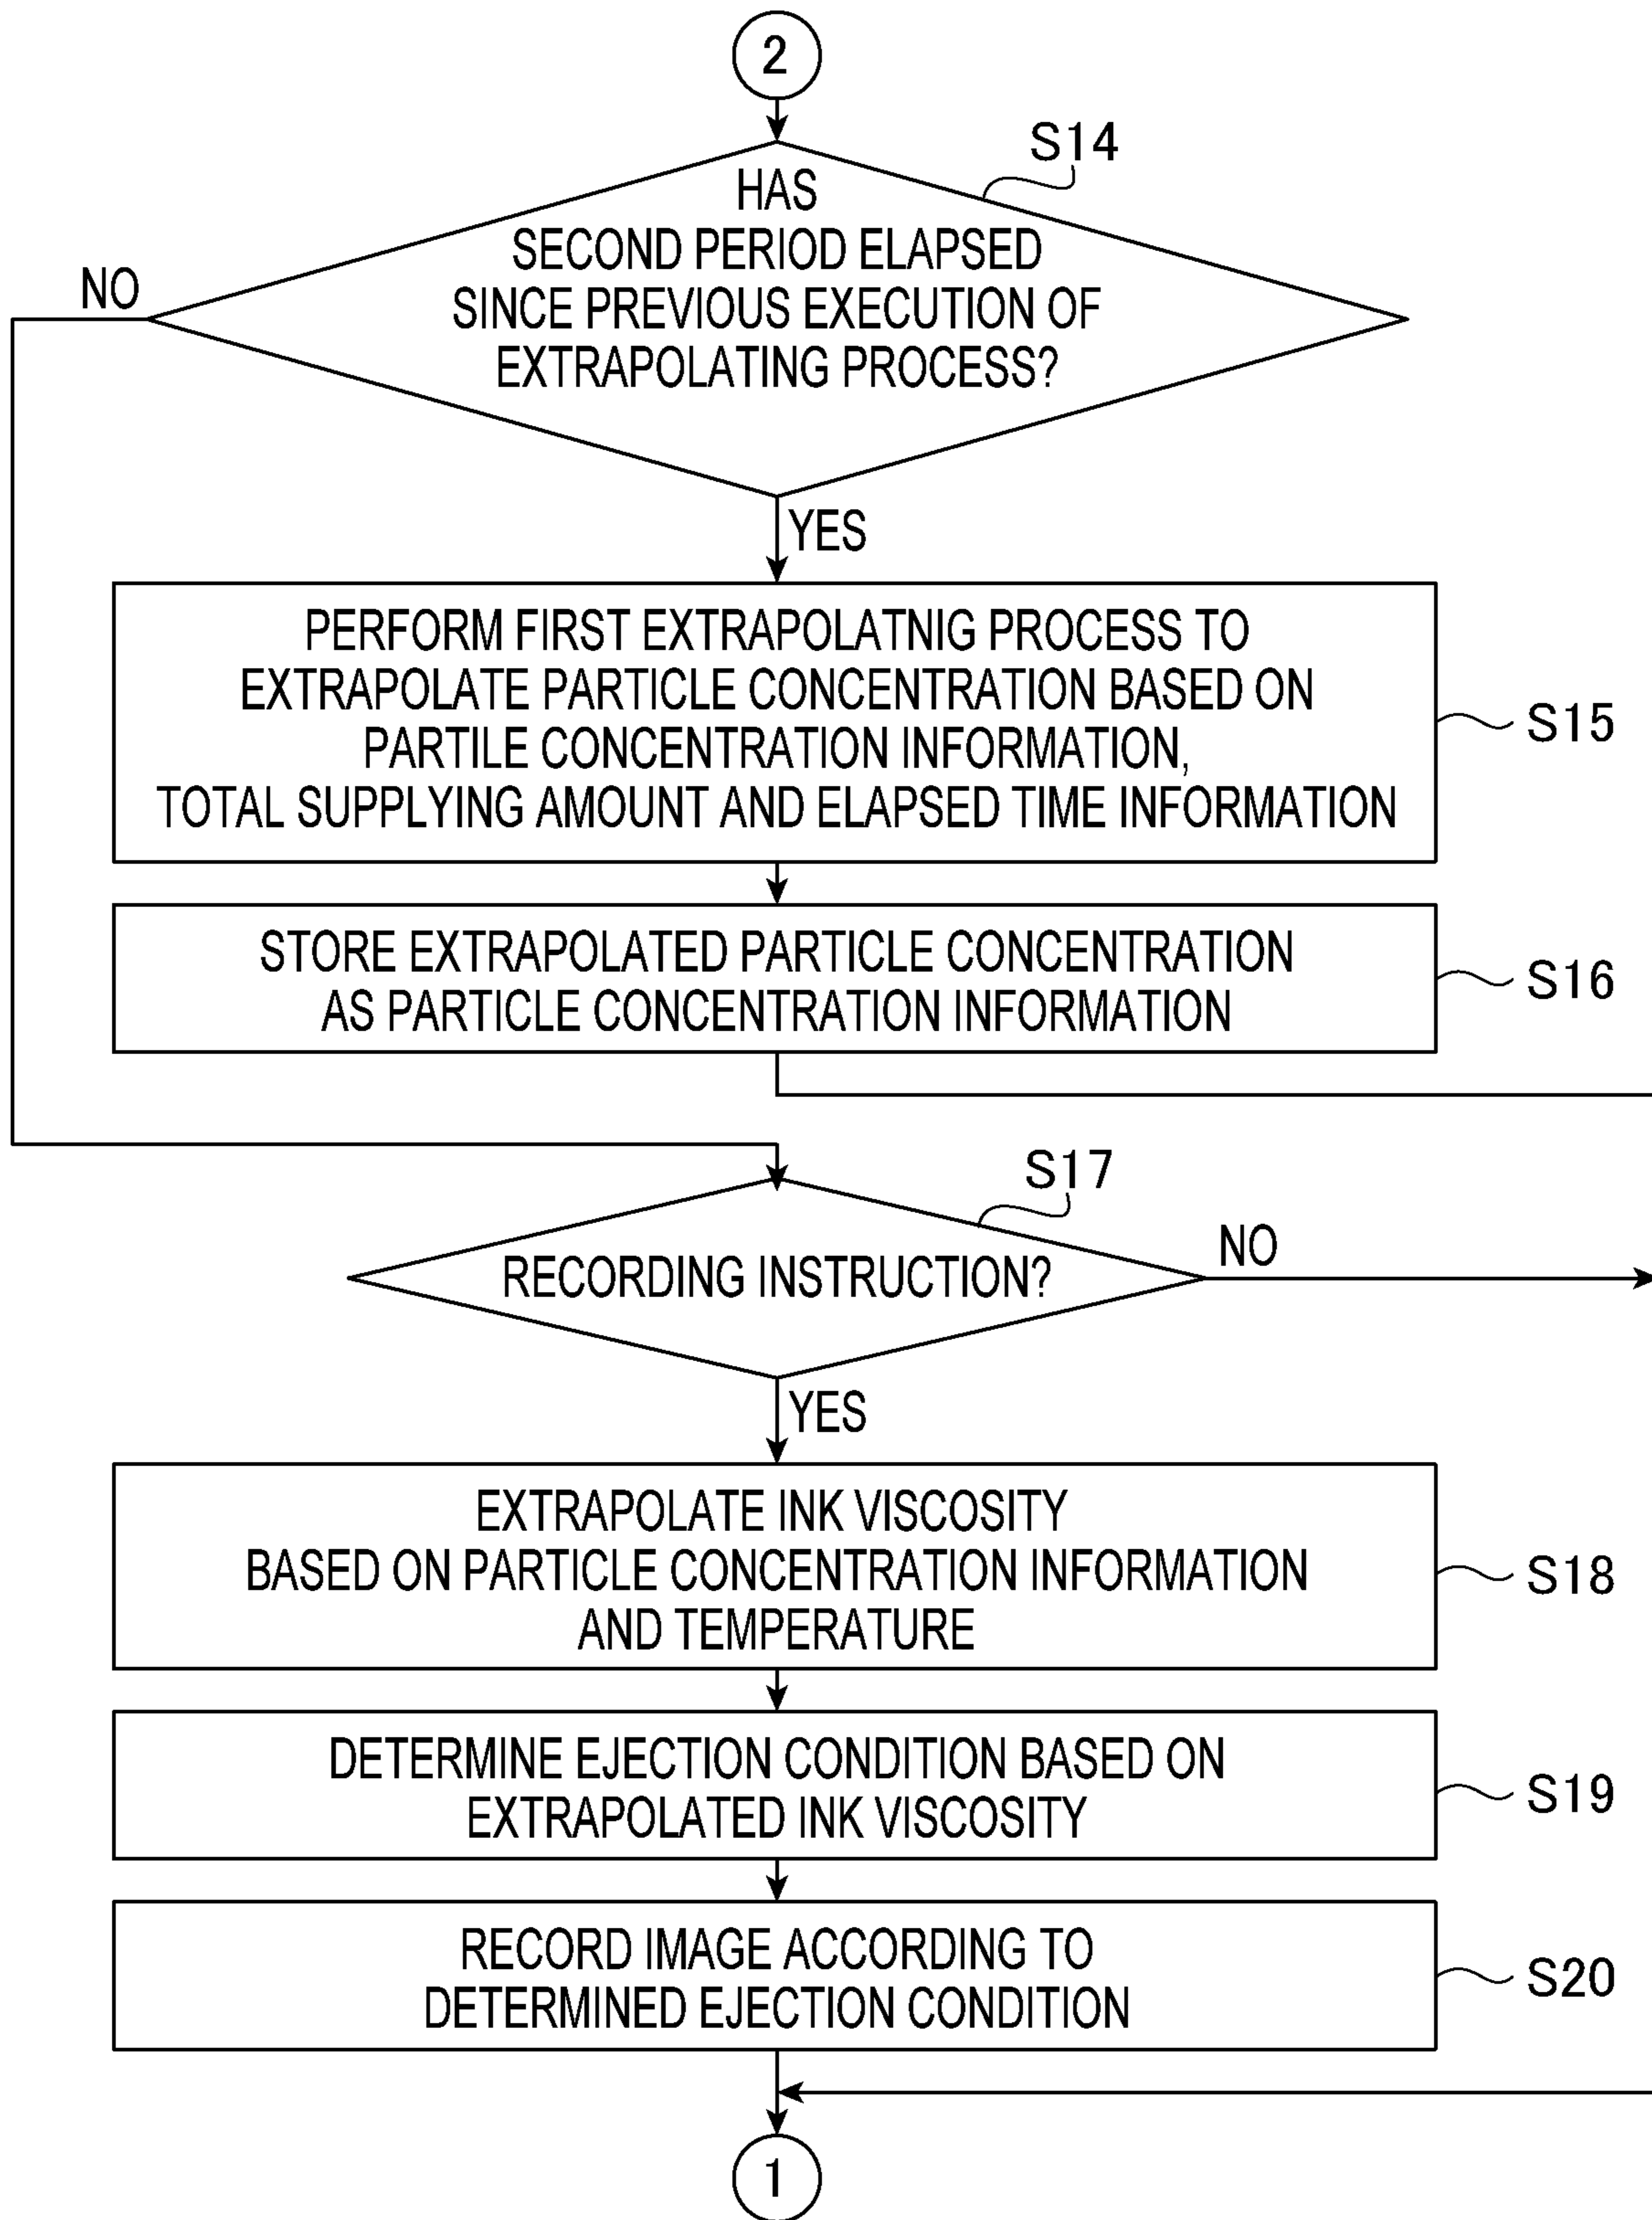 2
S14
HAS
SECOND PERIOD ELAPSED
SINCE PREVIOUS EXECUTION OF
EXTRAPOLATING PROCESS?
NO
YES
PERFORM FIRST EXTRAPOLATNIG PROCESS TO
EXTRAPOLATE PARTICLE CONCENTRATION BASED ON
PARTILE CONCENTRATION INFORMATION,
TOTAL SUPPLYING AMOUNT AND ELAPSED TIME INFORMATION
S15
STORE EXTRAPOLATED PARTICLE CONCENTRATION
AS PARTICLE CONCENTRATION INFORMATION
S16
S17
RECORDING INSTRUCTION?
NO
YES
EXTRAPOLATE INK VISCOSITY
BASED ON PARTICLE CONCENTRATION INFORMATION
AND TEMPERATURE
S18
DETERMINE EJECTION CONDITION BASED ON
EXTRAPOLATED INK VISCOSITY
S19
RECORD IMAGE ACCORDING TO
DETERMINED EJECTION CONDITION
S20
1